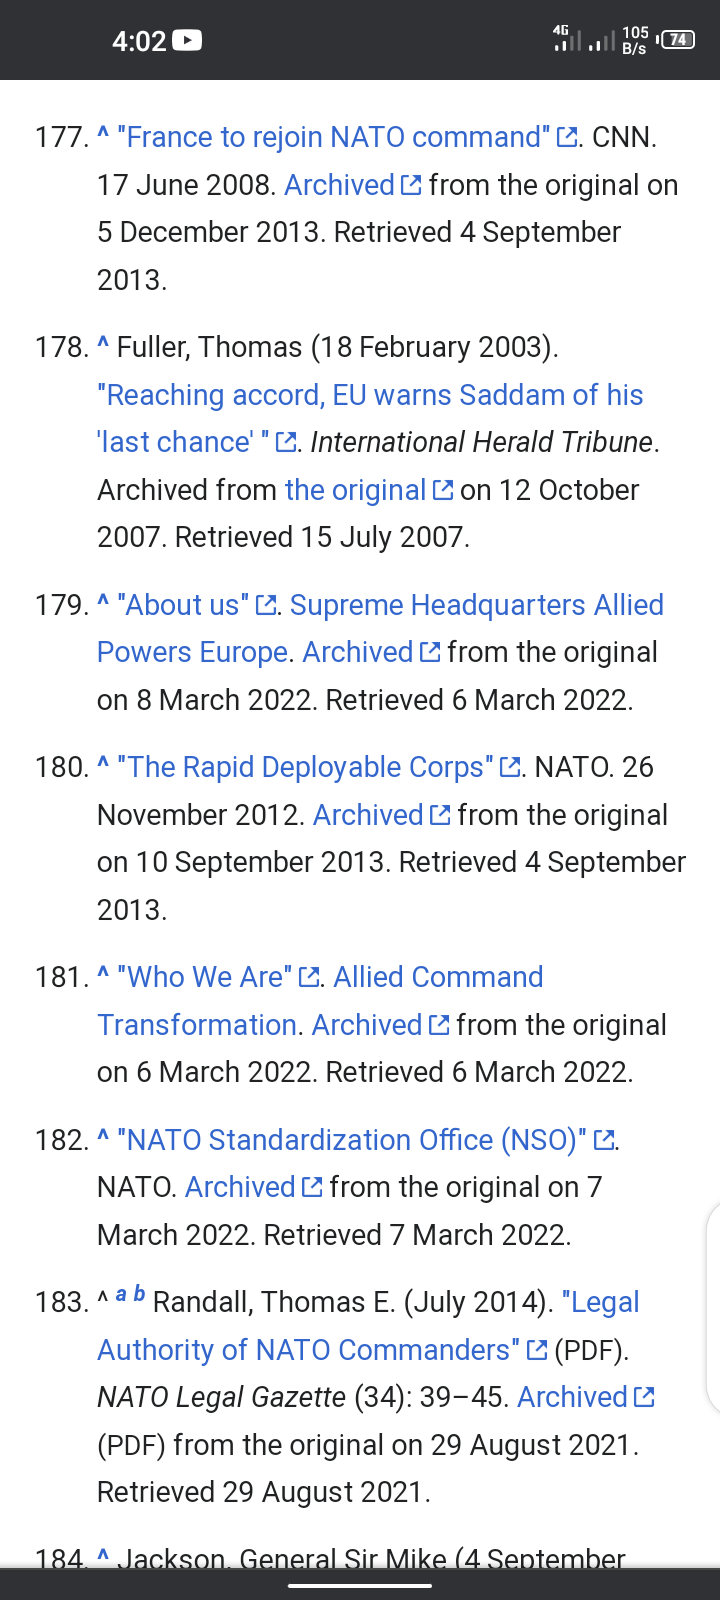 4:02
4G
105
B/s
74
177. ^ "France to rejoin NATO command". CNN.
17 June 2008. Archived from the original on
5 December 2013. Retrieved 4 September
2013.
178. ^ Fuller, Thomas (18 February 2003).
"Reaching accord, EU warns Saddam of his
'last chance' ". International Herald Tribune.
Archived from the original on 12 October
2007. Retrieved 15 July 2007.
179. ^ "About us". Supreme Headquarters Allied
Powers Europe. Archived from the original
on 8 March 2022. Retrieved 6 March 2022.
180. ^ "The Rapid Deployable Corps". NATO. 26
November 2012. Archived from the original
on 10 September 2013. Retrieved 4 September
2013.
181. ^ "Who We Are". Allied Command
Transformation. Archived from the original
on 6 March 2022. Retrieved 6 March 2022.
182. ^ "NATO Standardization Office (NSO)".
NATO. Archived from the original on 7
March 2022. Retrieved 7 March 2022.
183. ^ a b Randall, Thomas E. (July 2014). "Legal
Authority of NATO Commanders" (PDF).
NATO Legal Gazette (34): 39–45. Archived
(PDF) from the original on 29 August 2021.
Retrieved 29 August 2021.
184. ^ Jackson, General Sir Mike (4 September